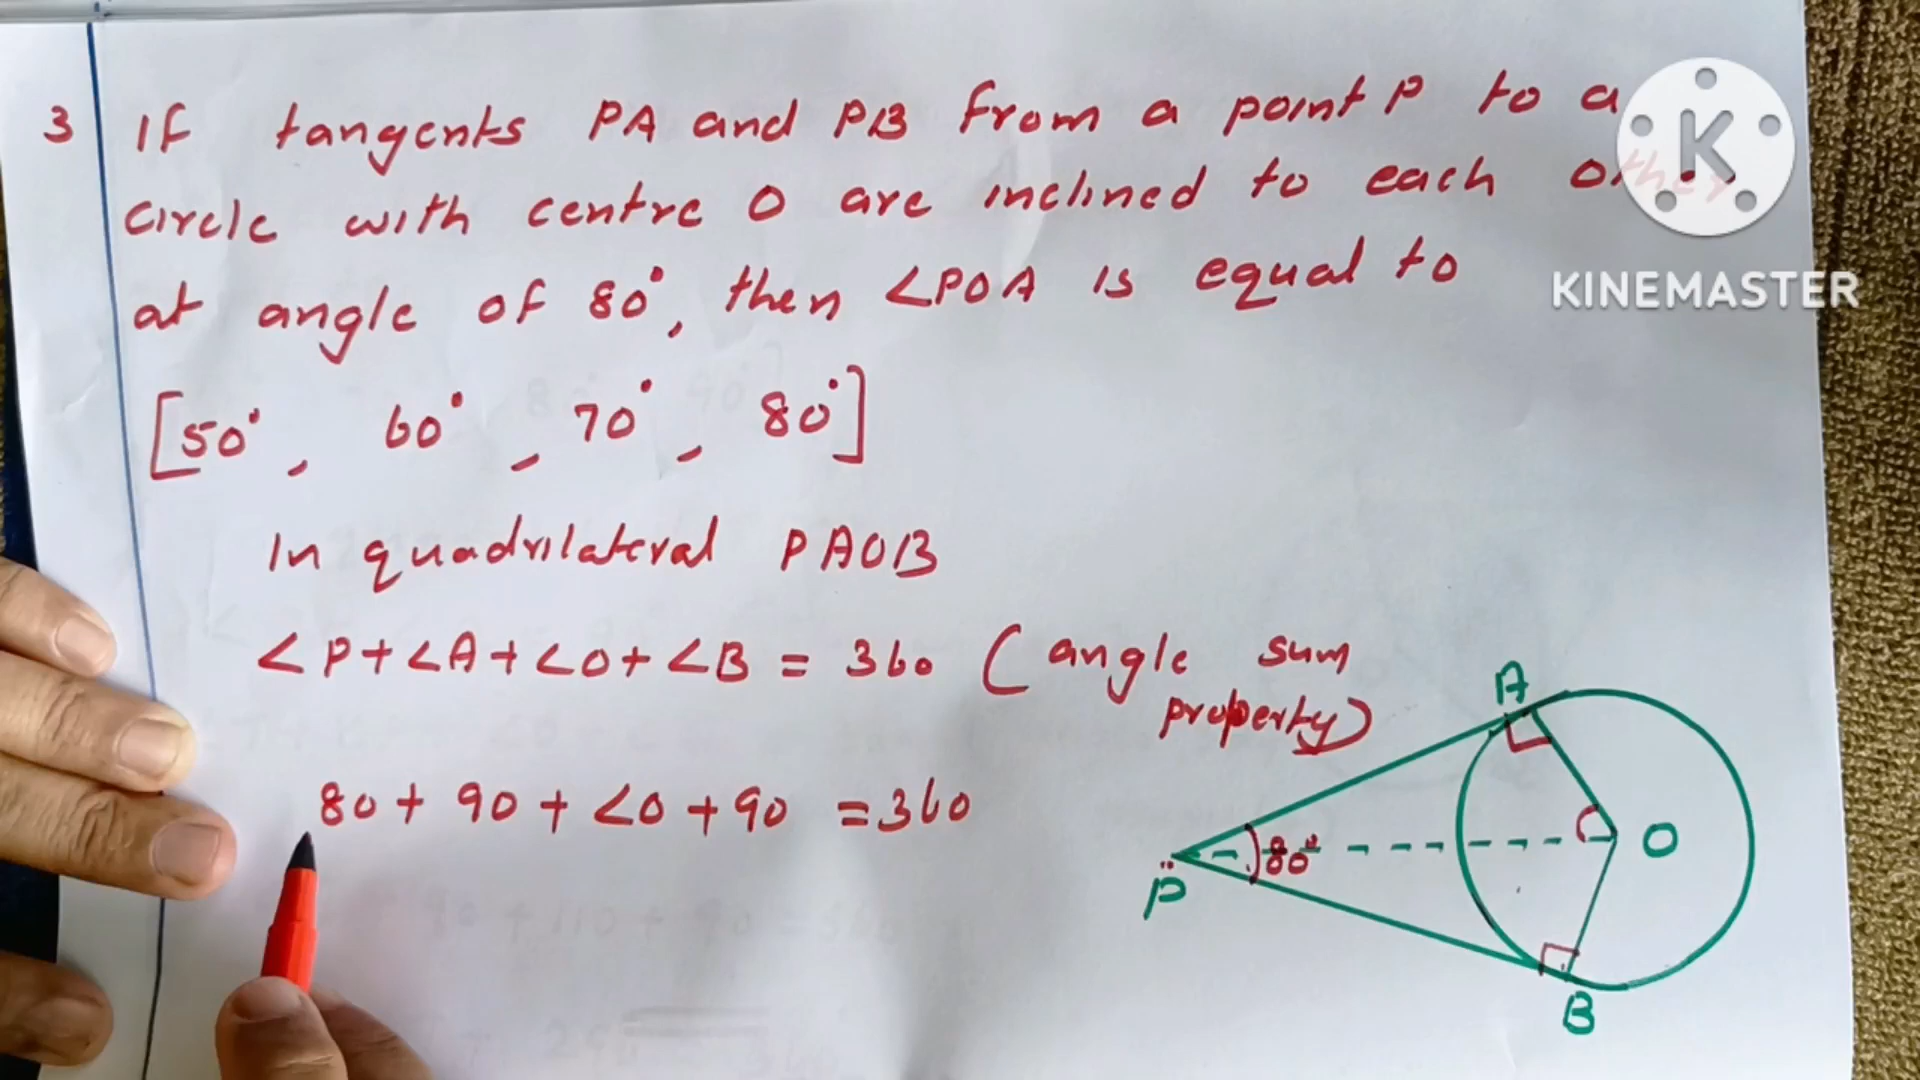 3 If tangents PA and PB from a point P to a
circle with centre O are inclined to each other
at angle of 80°, then ∠POA is equal to
[50°, 60°, 70°, 80°]
In quadrilateral PAOB
∠P+∠A+∠O+∠B = 360 (angle sum
property)
80+ 90 + ∠O + 90 = 360
A
80°
O
P
B
K
KINEMASTER